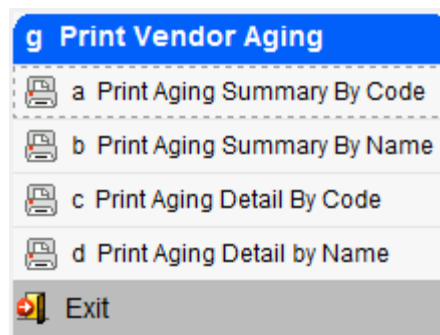 g Print Vendor Aging
a Print Aging Summary By Code
b Print Aging Summary By Name
c Print Aging Detail By Code
d Print Aging Detail by Name
Exit